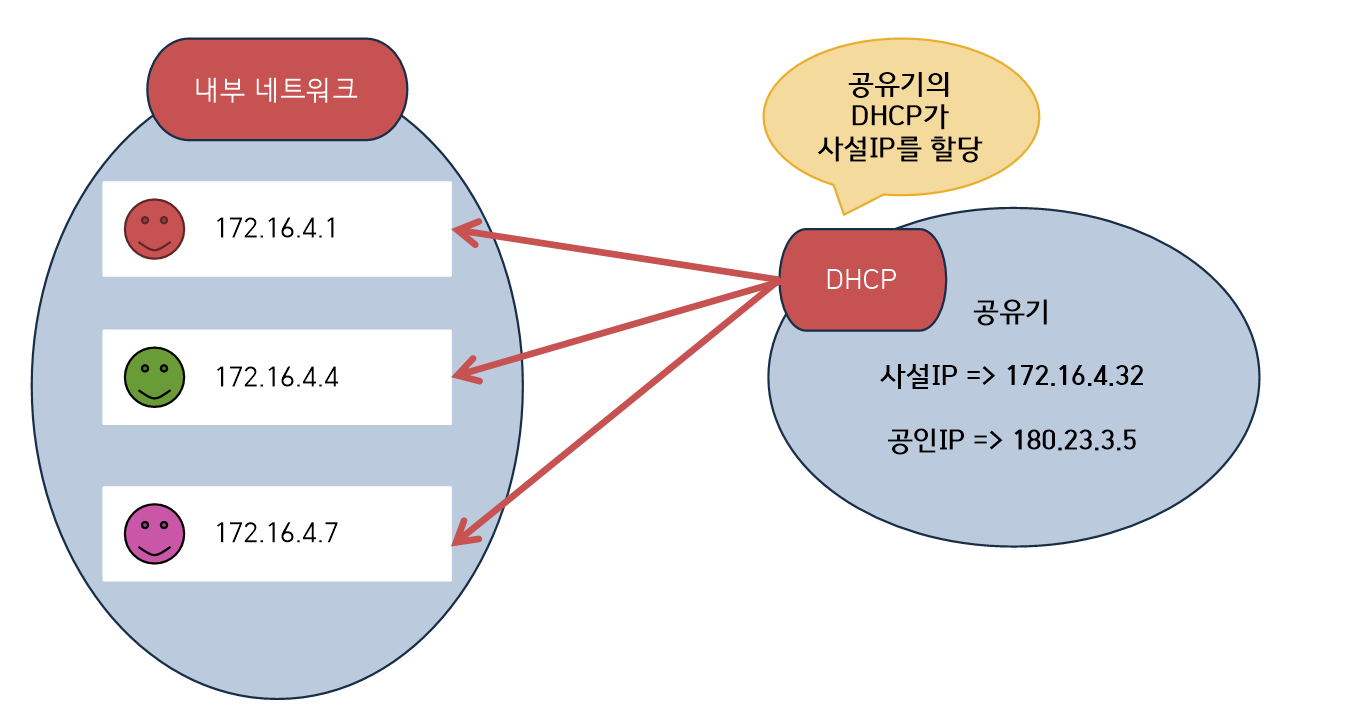 내부 네트워크
172.16.4.1
172.16.4.4
172.16.4.7
공유기의
DHCP가
사설IP를 할당
DHCP
공유기
사설IP => 172.16.4.32
공인IP => 180.23.3.5